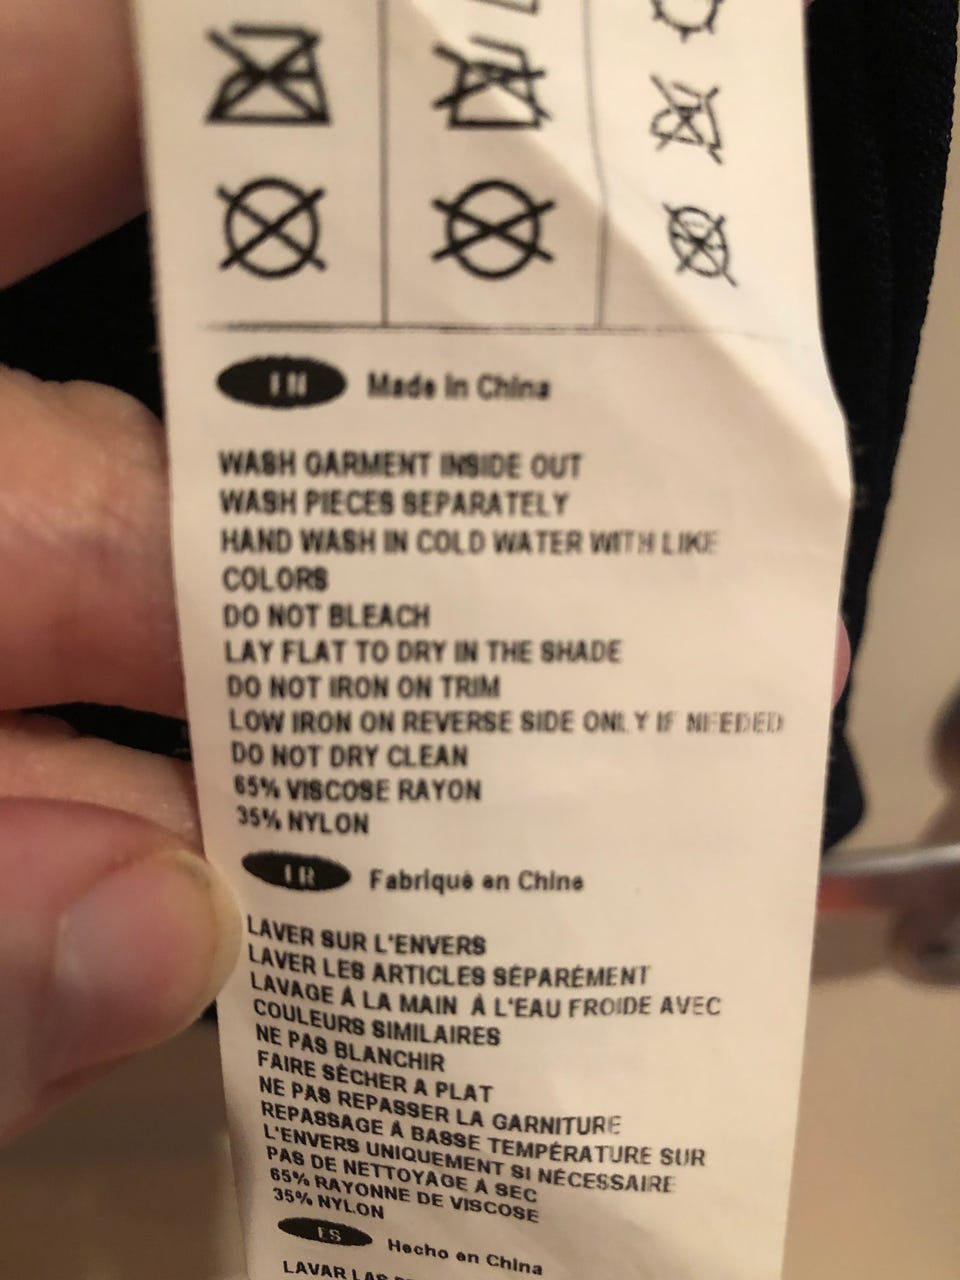 EN Made In China
WASH GARMENT INSIDE OUT
WASH PIECES SEPARATELY
HAND WASH IN COLD WATER WITH LIKE
COLORS
DO NOT BLEACH
LAY FLAT TO DRY IN THE SHADE
DO NOT IRON ON TRIM
LOW IRON ON REVERSE SIDE ONLY IF NEEDED
DO NOT DRY CLEAN
65% VISCOSE RAYON
35% NYLON
FR Fabriqué en Chine
LAVER SUR L'ENVERS
LAVER LES ARTICLES SÉPARÉMENT
LAVAGE À LA MAIN À L'EAU FROIDE AVEC
COULEURS SIMILAIRES
NE PAS BLANCHIR
FAIRE SÉCHER A PLAT
NE PAS REPASSER LA GARNITURE
REPASSAGE À BASSE TEMPÉRATURE SUR
L'ENVERS UNIQUEMENT SI NÉCESSAIRE
PAS DE NETTOYAGE À SEC
65% RAYONNE DE VISCOSE
35% NYLON
ES Hecho en China
LAVAR